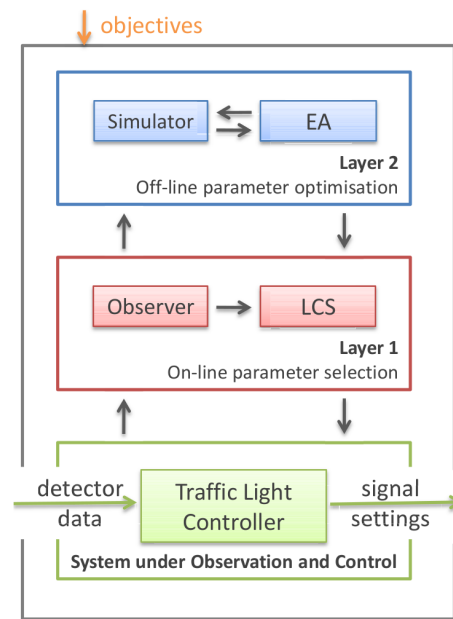 objectives
Simulator
EA
Layer 2
Off-line parameter optimisation
Observer
LCS
Layer 1
On-line parameter selection
detector
data
Traffic Light
Controller
signal
settings
System under Observation and Control